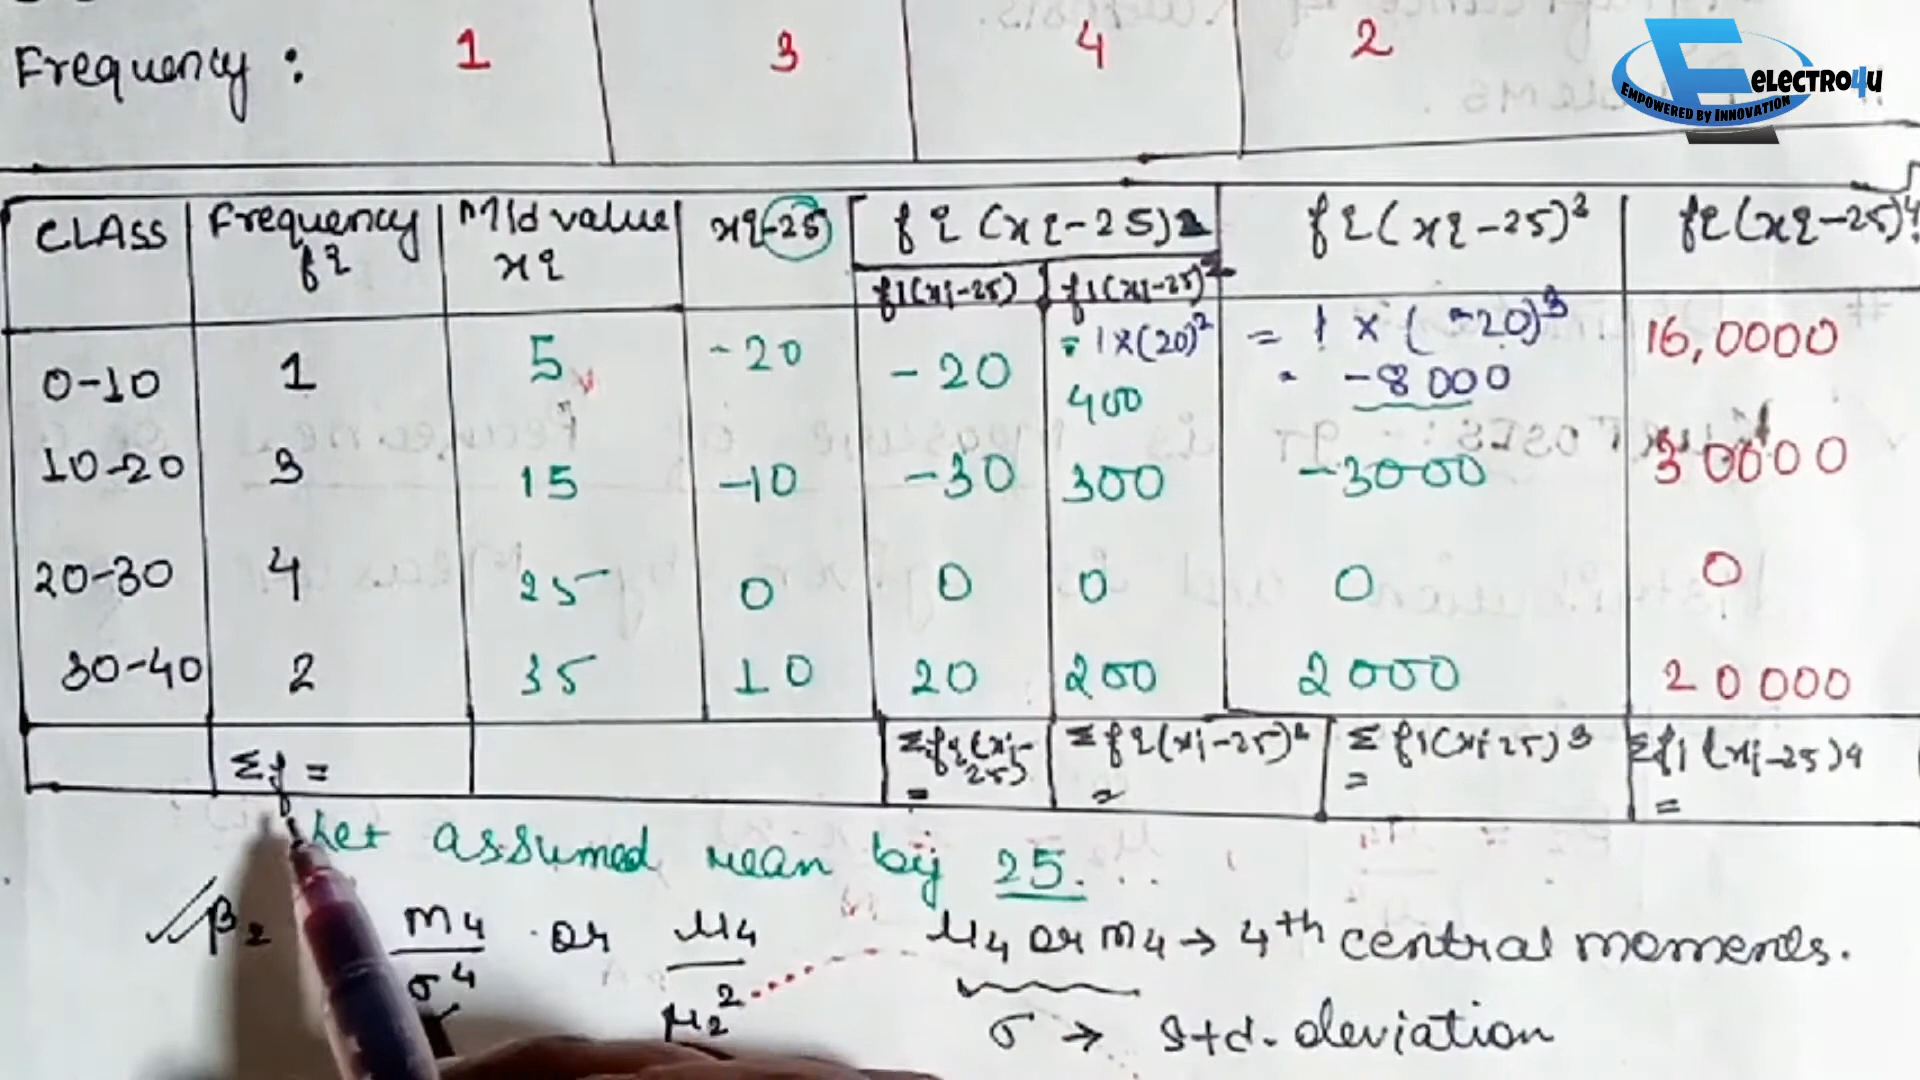 Frequency : 1 3 4 2
ELECTRO4U
EMPOWERED by INNOVATION
CLASS Frequency fi Mid value xi xi-25 fi(xi-25)2 fi(xi-25)³ fi(xi-25)⁴
fi(xi-25) fi(xi-25)²
0-10 1 5 -20 -20 = 1×(20)² 400 = 1 × (-20)³ = -8000 16,0000
10-20 3 15 -10 -30 300 -3000 30000
20-30 4 25 0 0 0 0 0
30-40 2 35 10 20 200 2000 20000
Σf = Σfi(xi-25) = Σfi(xi-25)² = Σfi(xi25)³ = Σfi(xi-25)4 =
Let assumed mean by 25.
β₂ m4/σ⁴ or μ4/μ2² μ4 or m4 → 4th central moments.
σ → std. deviation